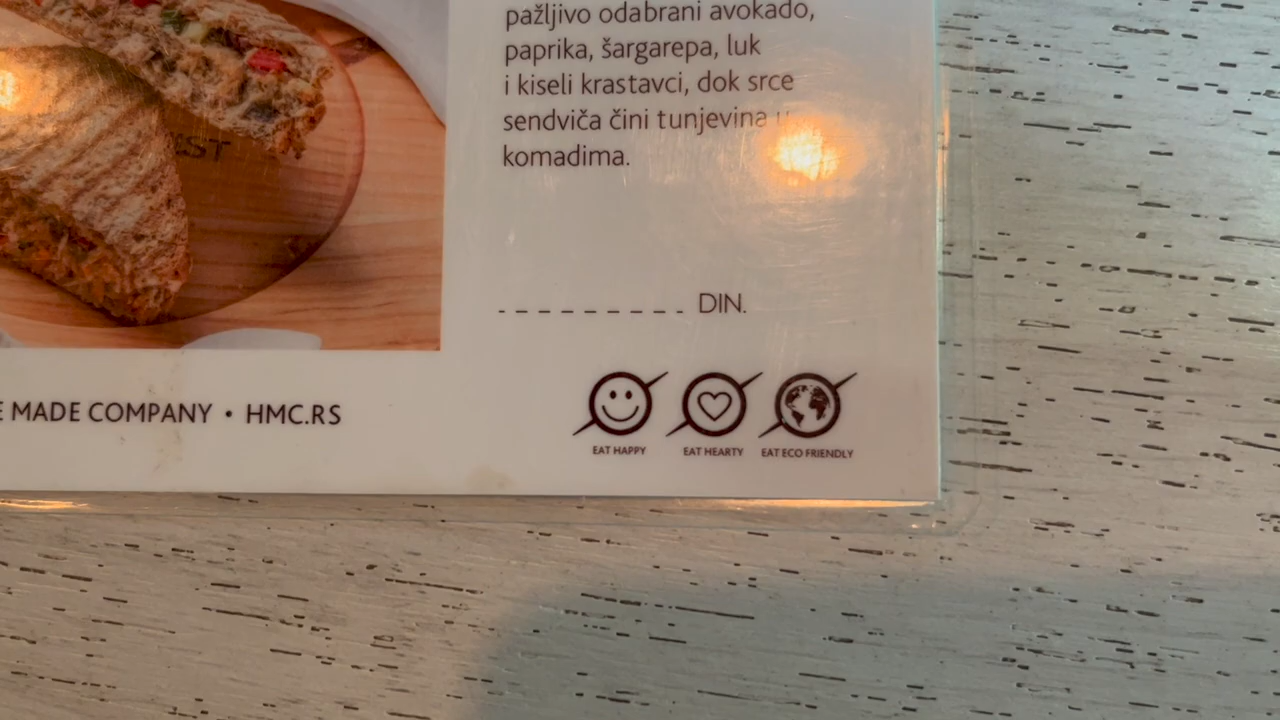 pažljivo odabrani avokado,
paprika, šargarepa, luk
i kiseli krastavci, dok srce
sendviča čini tunjevina u
komadima.
DIN.
MADE COMPANY • HMC.RS
EAT HAPPY
EAT HEARTY
EAT ECO FRIENDLY